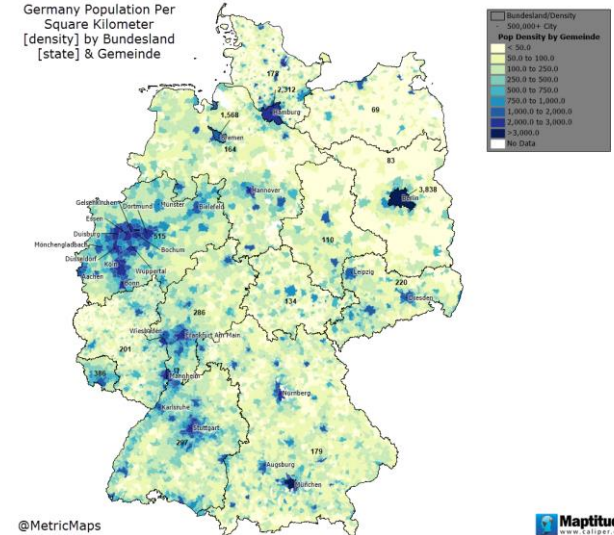 Germany Population Per
Square Kilometer
[density] by Bundesland
[state] & Gemeinde
Bundesland/Density
500,000+ City
Pop Density by Gemeinde
< 50.0
50.0 to 100.0
100.0 to 250.0
250.0 to 500.0
500.0 to 750.0
750.0 to 1,000.0
1,000.0 to 2,000.0
2,000.0 to 3,000.0
>3,000.0
No Data
178
2,312
Hamburg
69
1,568
Bremen
164
83
3,838
Berlin
Hannover
Gelsenkirchen
Dortmund
Münster
Bielefeld
Essen
Duisburg
515
Mönchengladbach
Bochum
Düsseldorf
Köln
Wuppertal
Aachen
Bonn
110
Leipzig
220
Dresden
134
286
Wiesbaden
Frankfurt Am Main
201
386
Mannheim
Nürnberg
Karlsruhe
Stuttgart
297
179
Augsburg
München
@MetricMaps
Maptitude